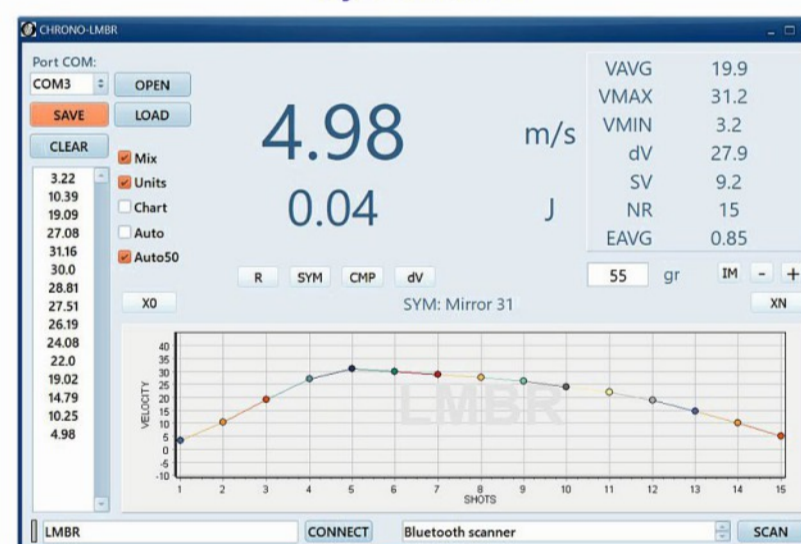 CHRONO-LMBR
Port COM:
COM3 OPEN
SAVE LOAD
CLEAR
Mix
Units
Chart
Auto
Auto50
3.22
10.39
19.09
27.08
31.16
30.0
28.81
27.51
26.19
24.08
22.0
19.02
14.79
10.25
4.98
4.98 m/s
0.04 J
VAVG 19.9
VMAX 31.2
VMIN 3.2
dV 27.9
SV 9.2
NR 15
EAVG 0.85
R SYM CMP dV
55 gr IM - +
X0 SYM: Mirror 31 XN
LMBR
VELOCITY
40
35
30
25
20
15
10
5
0
-5
-10
1 2 3 4 5 6 7 8 9 10 11 12 13 14 15
SHOTS
LMBR CONNECT Bluetooth scanner SCAN